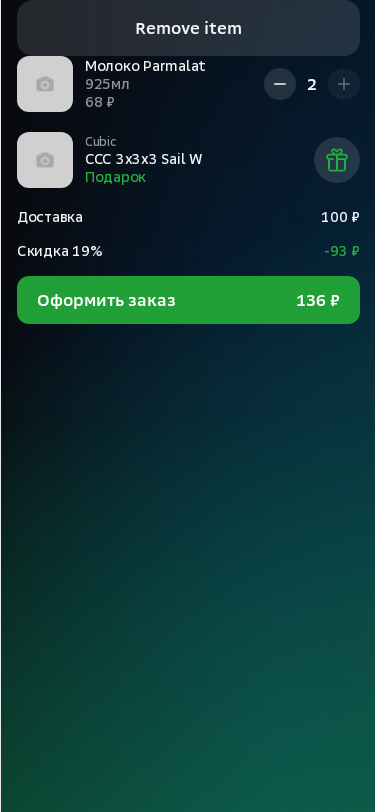 Remove item
Молоко Parmalat
925мл
68 ₽
2
Cubic
CCC 3x3x3 Sail W
Подарок
Доставка
100 ₽
Скидка 19%
-93 ₽
Оформить заказ
136 ₽